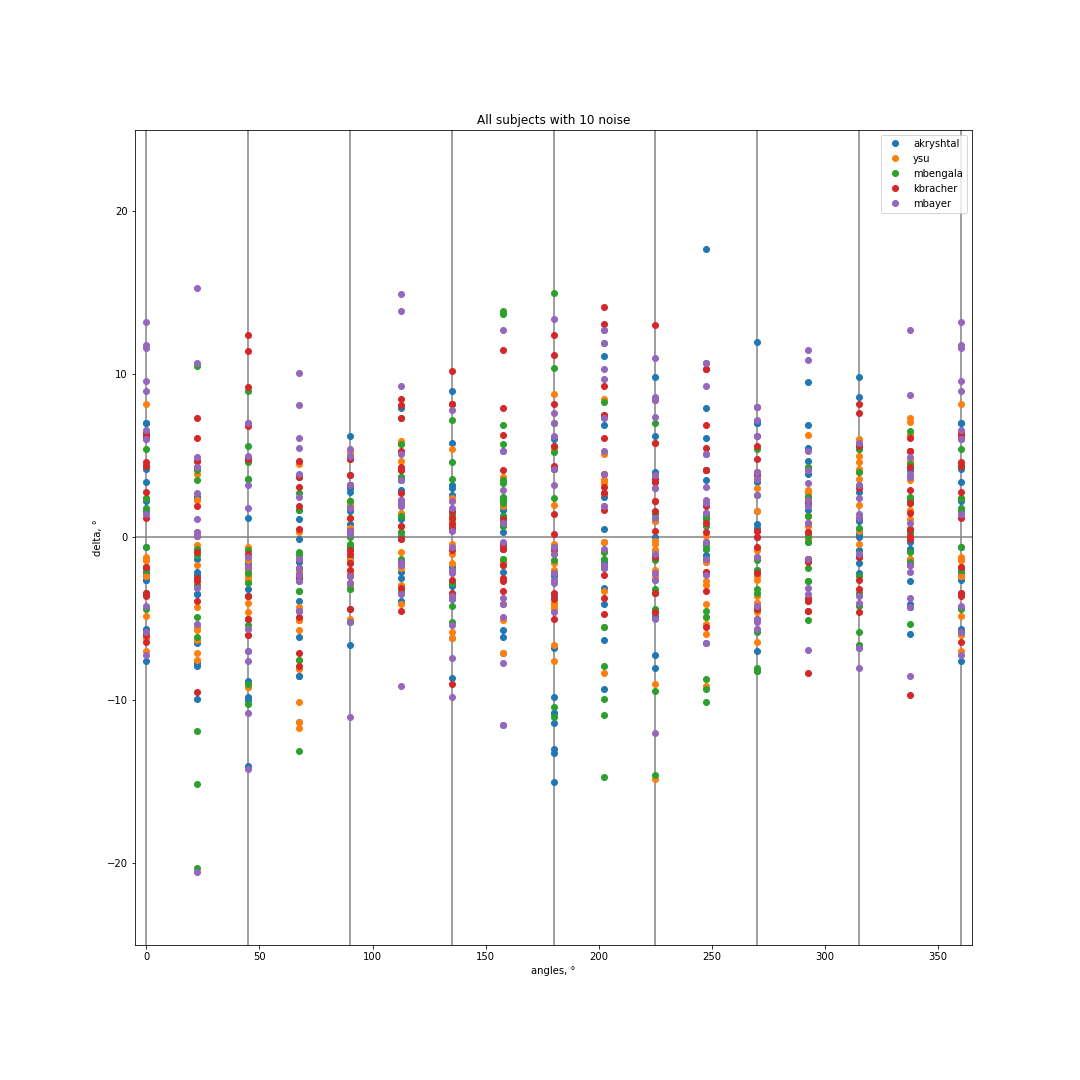 All subjects with 10 noise
akryshtal
ysu
mbengala
kbracher
mbayer
20
10
0
−10
−20
delta, °
0 50 100 150 200 250 300 350
angles, °